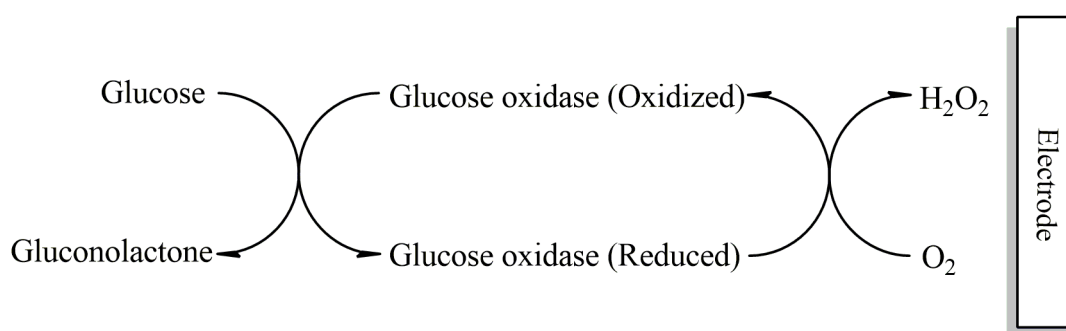 Glucose
Glucose oxidase (Oxidized)
H₂O₂
Electrode
Gluconolactone
Glucose oxidase (Reduced)
O₂